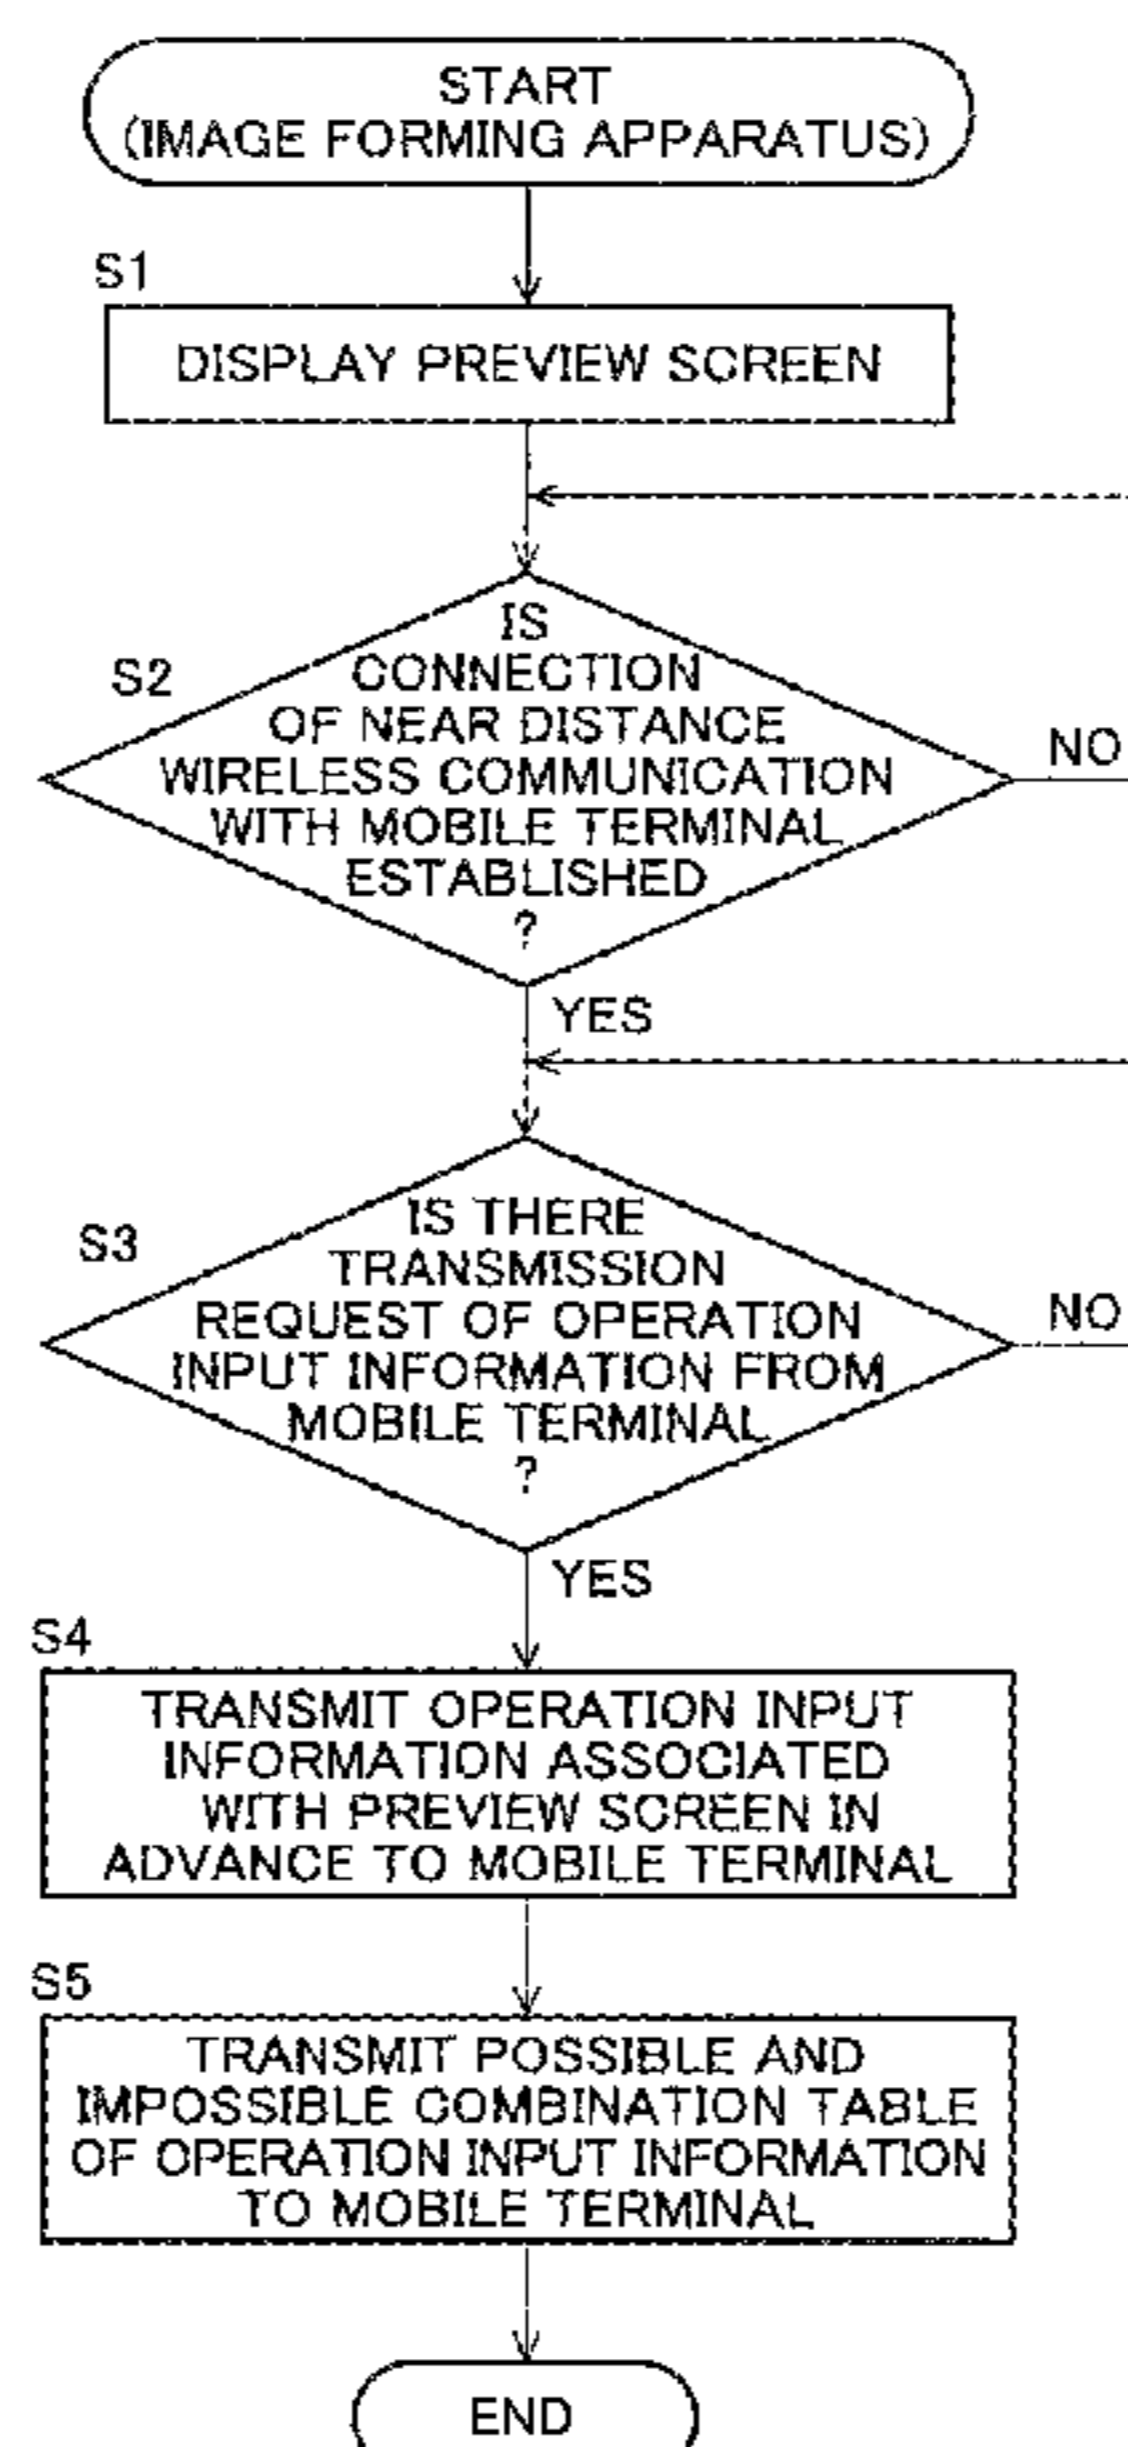 START
(IMAGE FORMING APPARATUS)
S1
DISPLAY PREVIEW SCREEN
S2
IS
CONNECTION
OF NEAR DISTANCE
WIRELESS COMMUNICATION
WITH MOBILE TERMINAL
ESTABLISHED
?
NO
YES
S3
IS THERE
TRANSMISSION
REQUEST OF OPERATION
INPUT INFORMATION FROM
MOBILE TERMINAL
?
NO
YES
S4
TRANSMIT OPERATION INPUT
INFORMATION ASSOCIATED
WITH PREVIEW SCREEN IN
ADVANCE TO MOBILE TERMINAL
S5
TRANSMIT POSSIBLE AND
IMPOSSIBLE COMBINATION TABLE
OF OPERATION INPUT INFORMATION
TO MOBILE TERMINAL
END